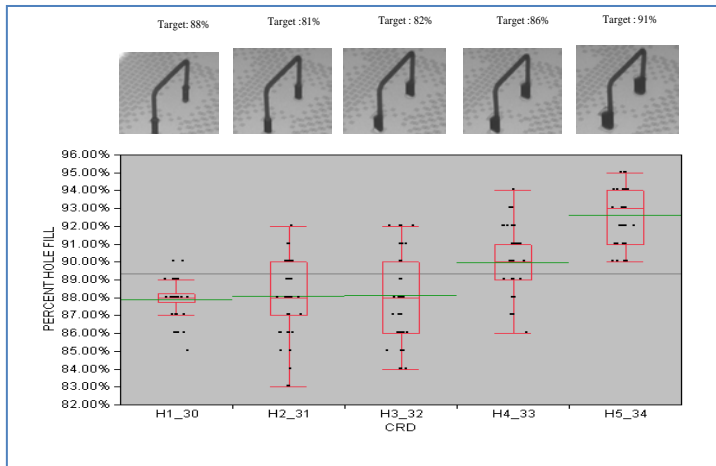 Target: 88%
Target :81%
Target : 82%
Target :86%
Target: 91%
PERCENT HOLE FILL
96.00%
95.00%
94.00%
93.00%
92.00%
91.00%
90.00%
89.00%
88.00%
87.00%
86.00%
85.00%
84.00%
83.00%
82.00%
H1_30
H2_31
H3_32
H4_33
H5_34
CRD